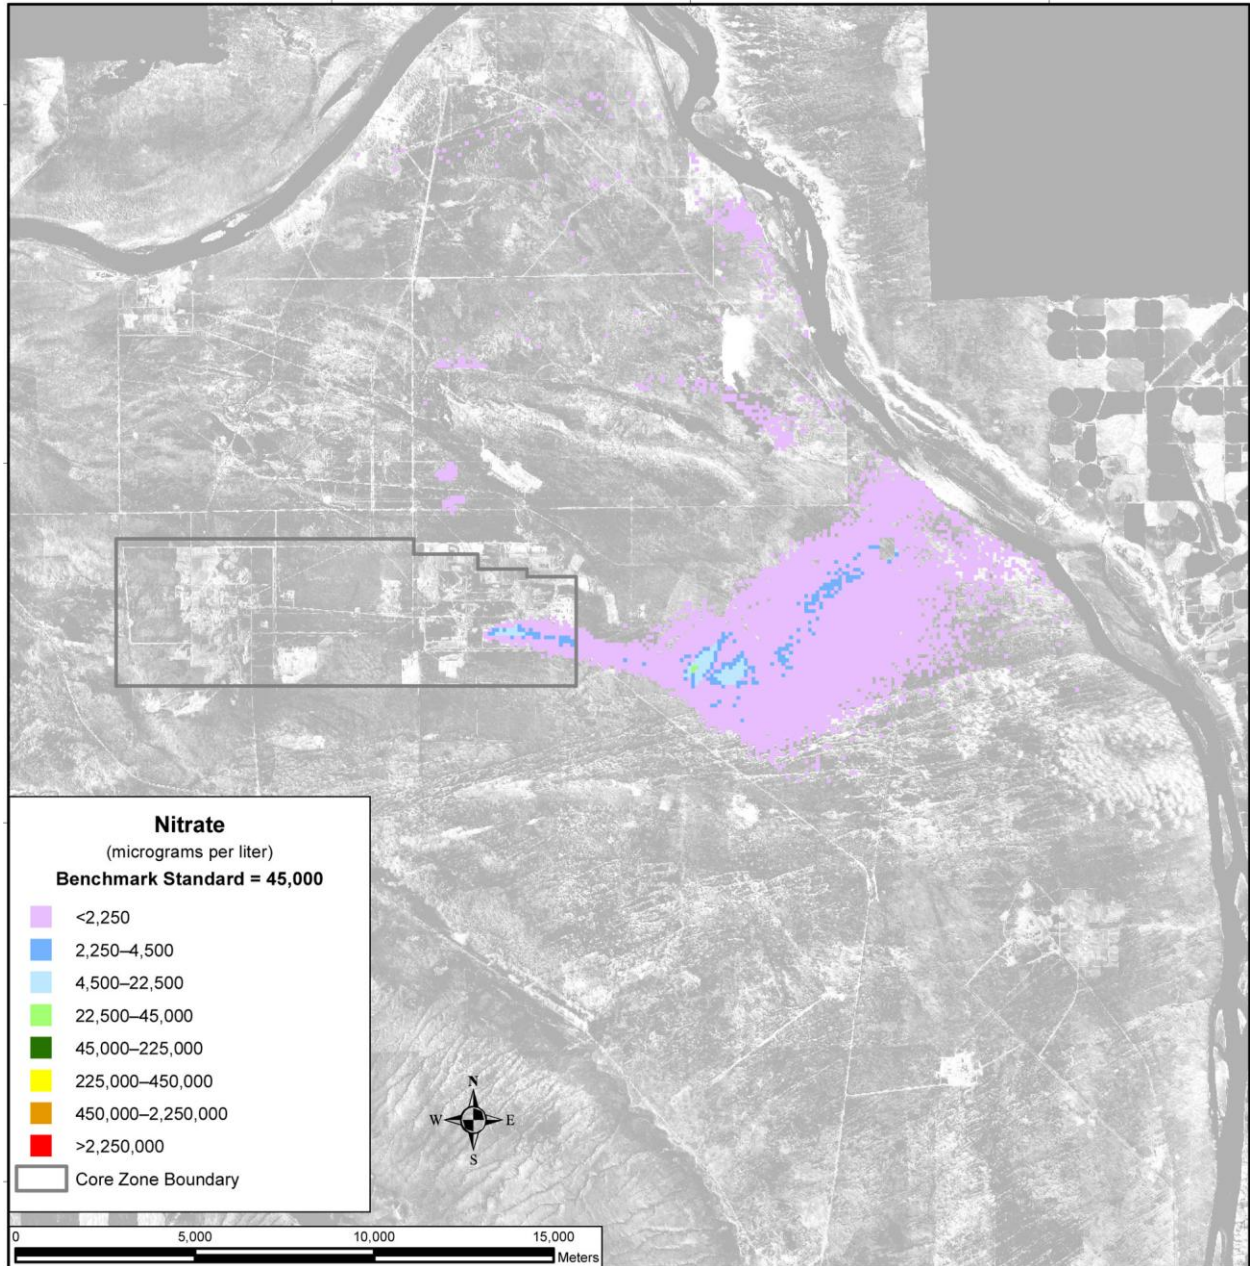 Nitrate
(micrograms per liter)
Benchmark Standard = 45,000
<2,250
2,250–4,500
4,500–22,500
22,500–45,000
45,000–225,000
225,000–450,000
450,000–2,250,000
>2,250,000
Core Zone Boundary
N
W E
S
0 5,000 10,000 15,000
Meters